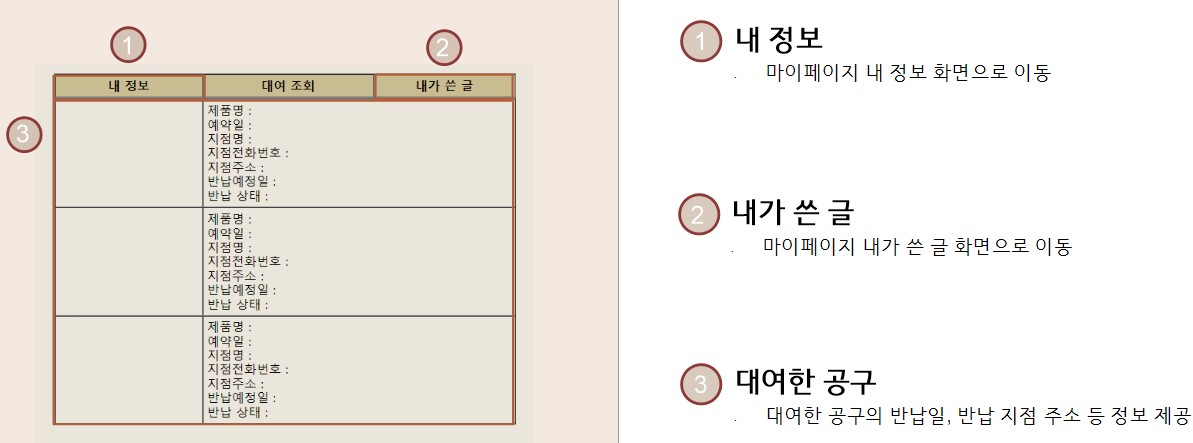 1
2
내 정보
대여 조회
내가 쓴 글
3
제품명 :
예약일 :
지점명 :
지점전화번호 :
지점주소 :
반납예정일 :
반납 상태 :
제품명 :
예약일 :
지점명 :
지점전화번호 :
지점주소 :
반납예정일 :
반납 상태 :
제품명 :
예약일 :
지점명 :
지점전화번호 :
지점주소 :
반납예정일 :
반납 상태 :
1 내 정보
. 마이페이지 내 정보 화면으로 이동
2 내가 쓴 글
. 마이페이지 내가 쓴 글 화면으로 이동
3 대여한 공구
. 대여한 공구의 반납일, 반납 지점 주소 등 정보 제공